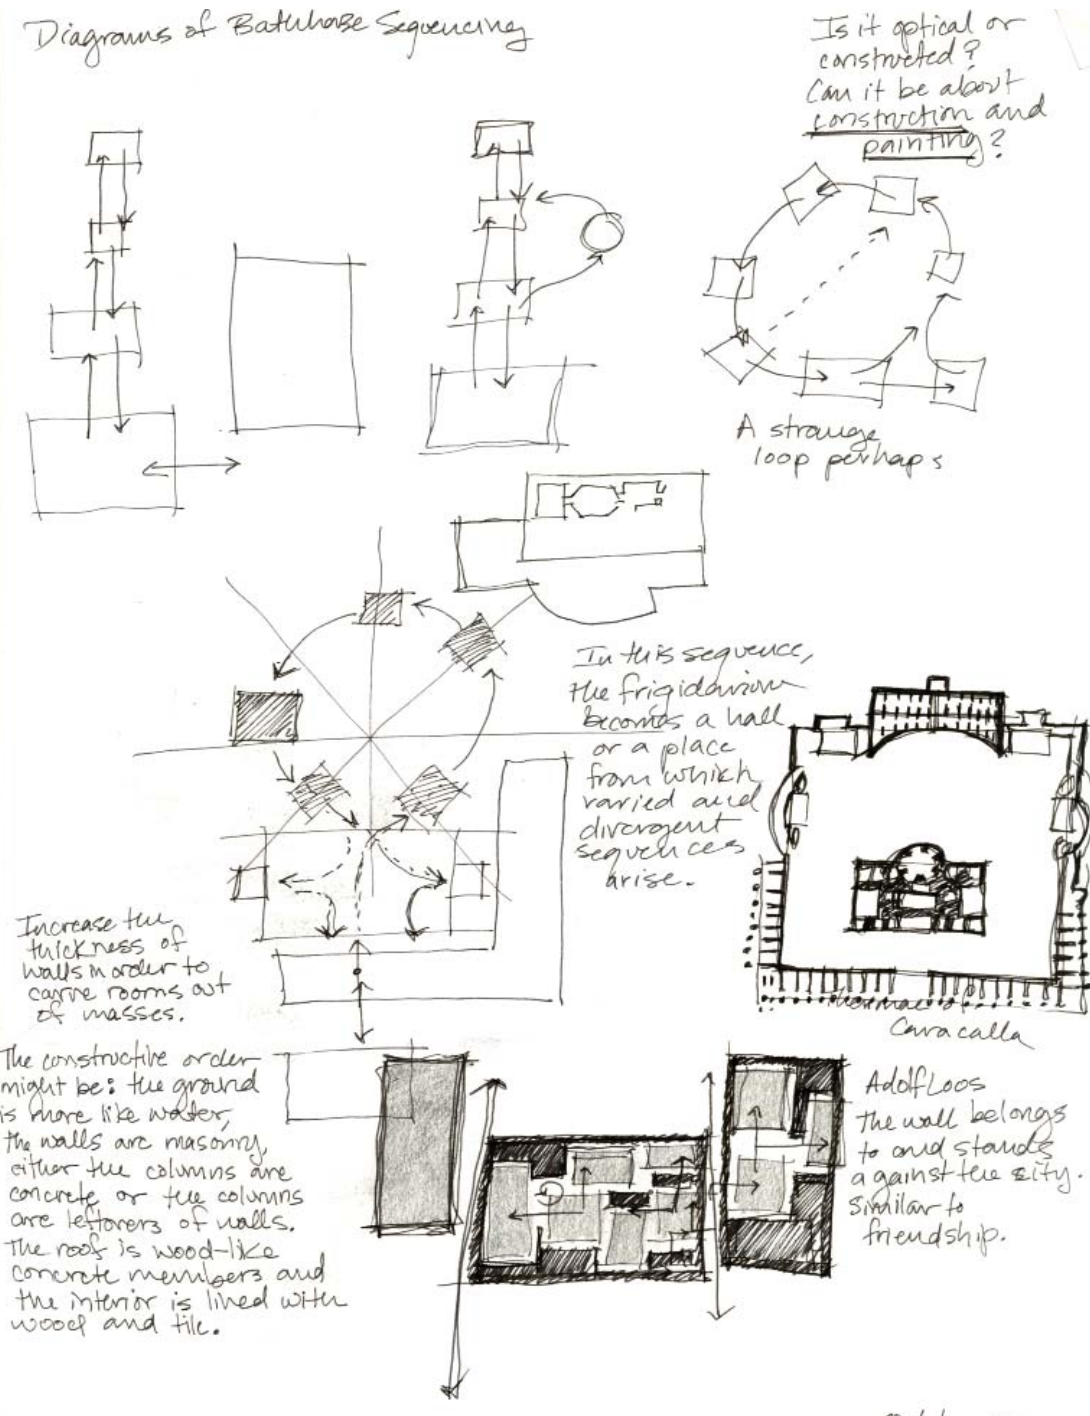 Diagrams of Bathhouse Sequencing
Is it optical or
constructed?
Can it be about
construction and
painting?
A strange
loop perhaps
In this sequence,
the frigidarium
becomes a hall
or a place
from which
varied and
divergent
sequences
arise.
Thermae of
Caracalla
Increase the
thickness of
walls in order to
carve rooms out
of masses.
The constructive order
might be: the ground
is more like water,
the walls are masonry,
either the columns are
concrete or the columns
are leftovers of walls.
The roof is wood-like
concrete members and
the interior is lined with
wood and tile.
Adolf Loos
The wall belongs
to and stands
against the city.
Similar to
friendship.